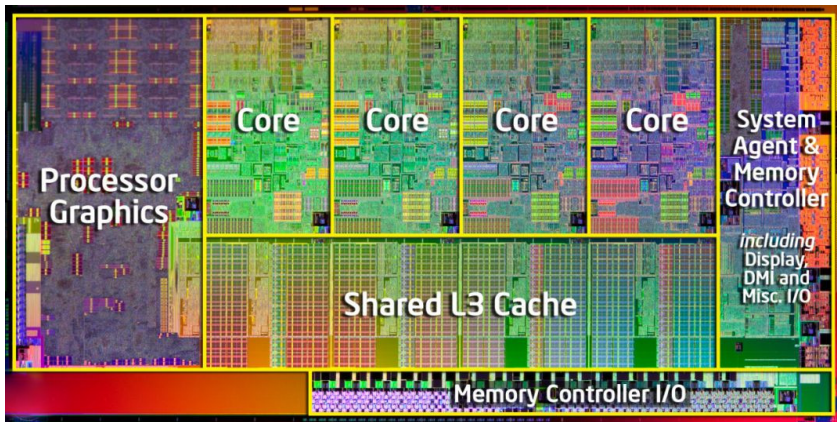 Processor
Graphics
Core
Core
Core
Core
System
Agent &
Memory
Controller
including
Display,
DMI and
Misc. I/O
Shared L3 Cache
Memory Controller I/O